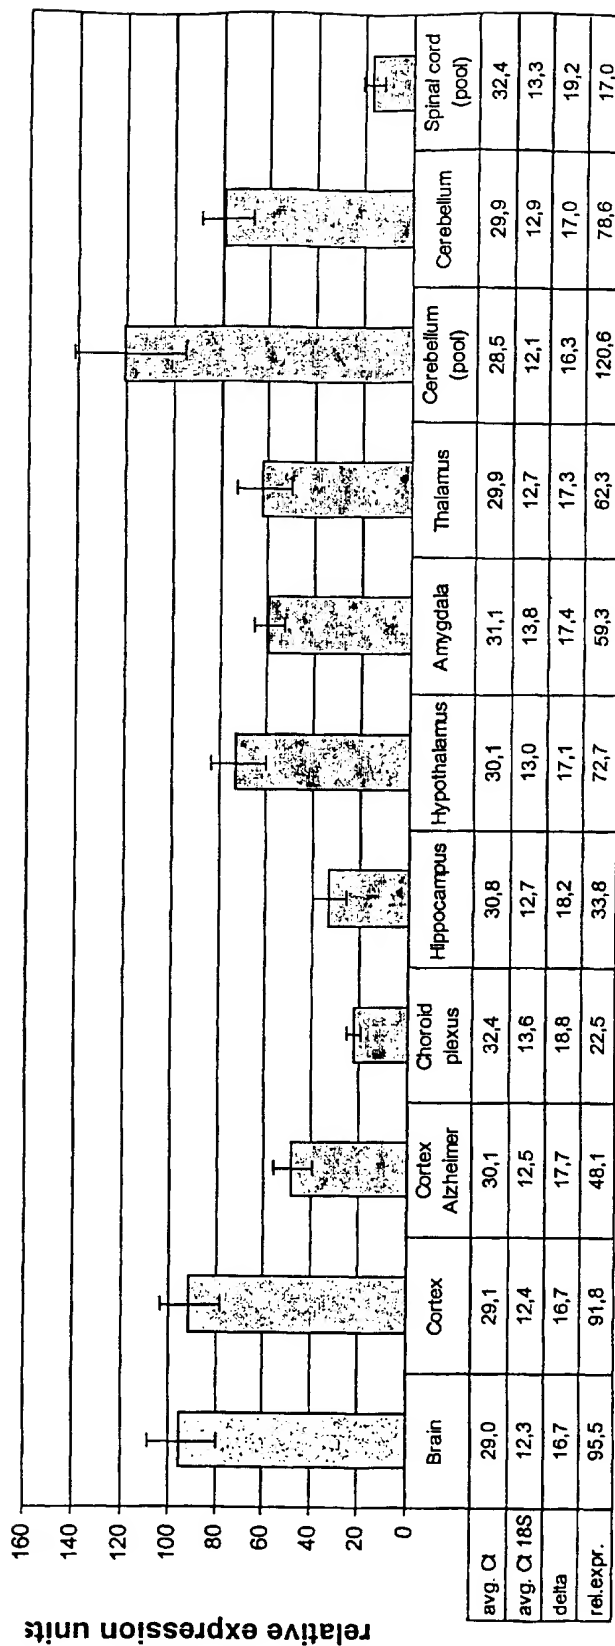 relative expression units
160
140
120
100
80
60
40
20
0
Brain Cortex Cortex Alzheimer Choroid plexus Hippocampus Hypothalamus Amygdala Thalamus Cerebellum (pool) Cerebellum Spinal cord (pool)
avg. Ct 29,0 29,1 30,1 32,4 30,8 30,1 31,1 29,9 28,5 29,9 32,4
avg. Ct 18S 12,3 12,4 12,5 13,6 12,7 13,0 13,8 12,7 12,1 12,9 13,3
delta 16,7 16,7 17,7 18,8 18,2 17,1 17,4 17,3 16,3 17,0 19,2
rel.expr. 95,5 91,8 48,1 22,5 33,8 72,7 59,3 62,3 120,6 78,6 17,0